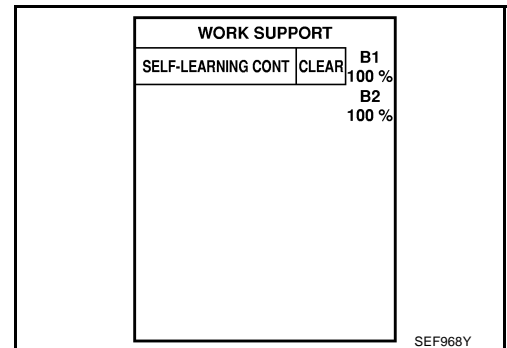 WORK SUPPORT
SELF-LEARNING CONT CLEAR B1
100 %
B2
100 %
SEF968Y